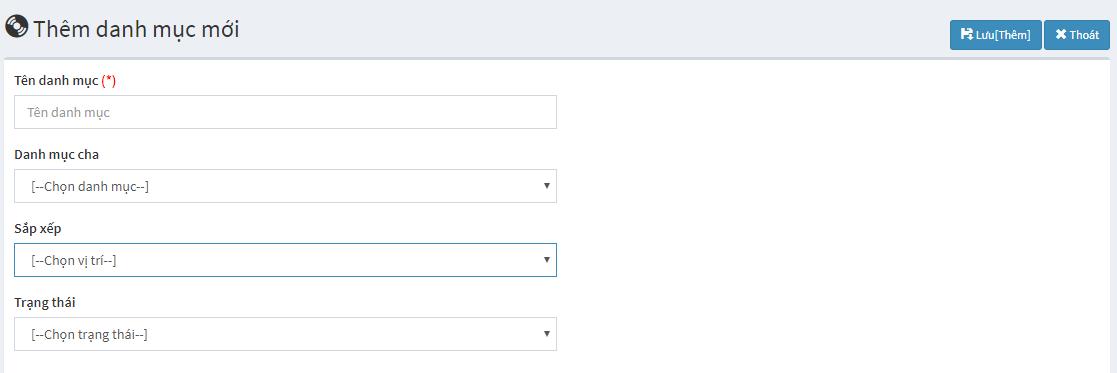 Thêm danh mục mới
Lưu[Thêm] Thoát
Tên danh mục (*)
Tên danh mục
Danh mục cha
[--Chọn danh mục--]
Sắp xếp
[--Chọn vị trí--]
Trạng thái
[--Chọn trạng thái--]